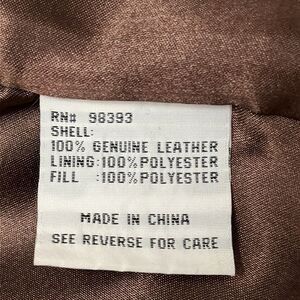 RN# 98393
SHELL:
100% GENUINE LEATHER
LINING:100%POLYESTER
FILL :100%POLYESTER
MADE IN CHINA
SEE REVERSE FOR CARE